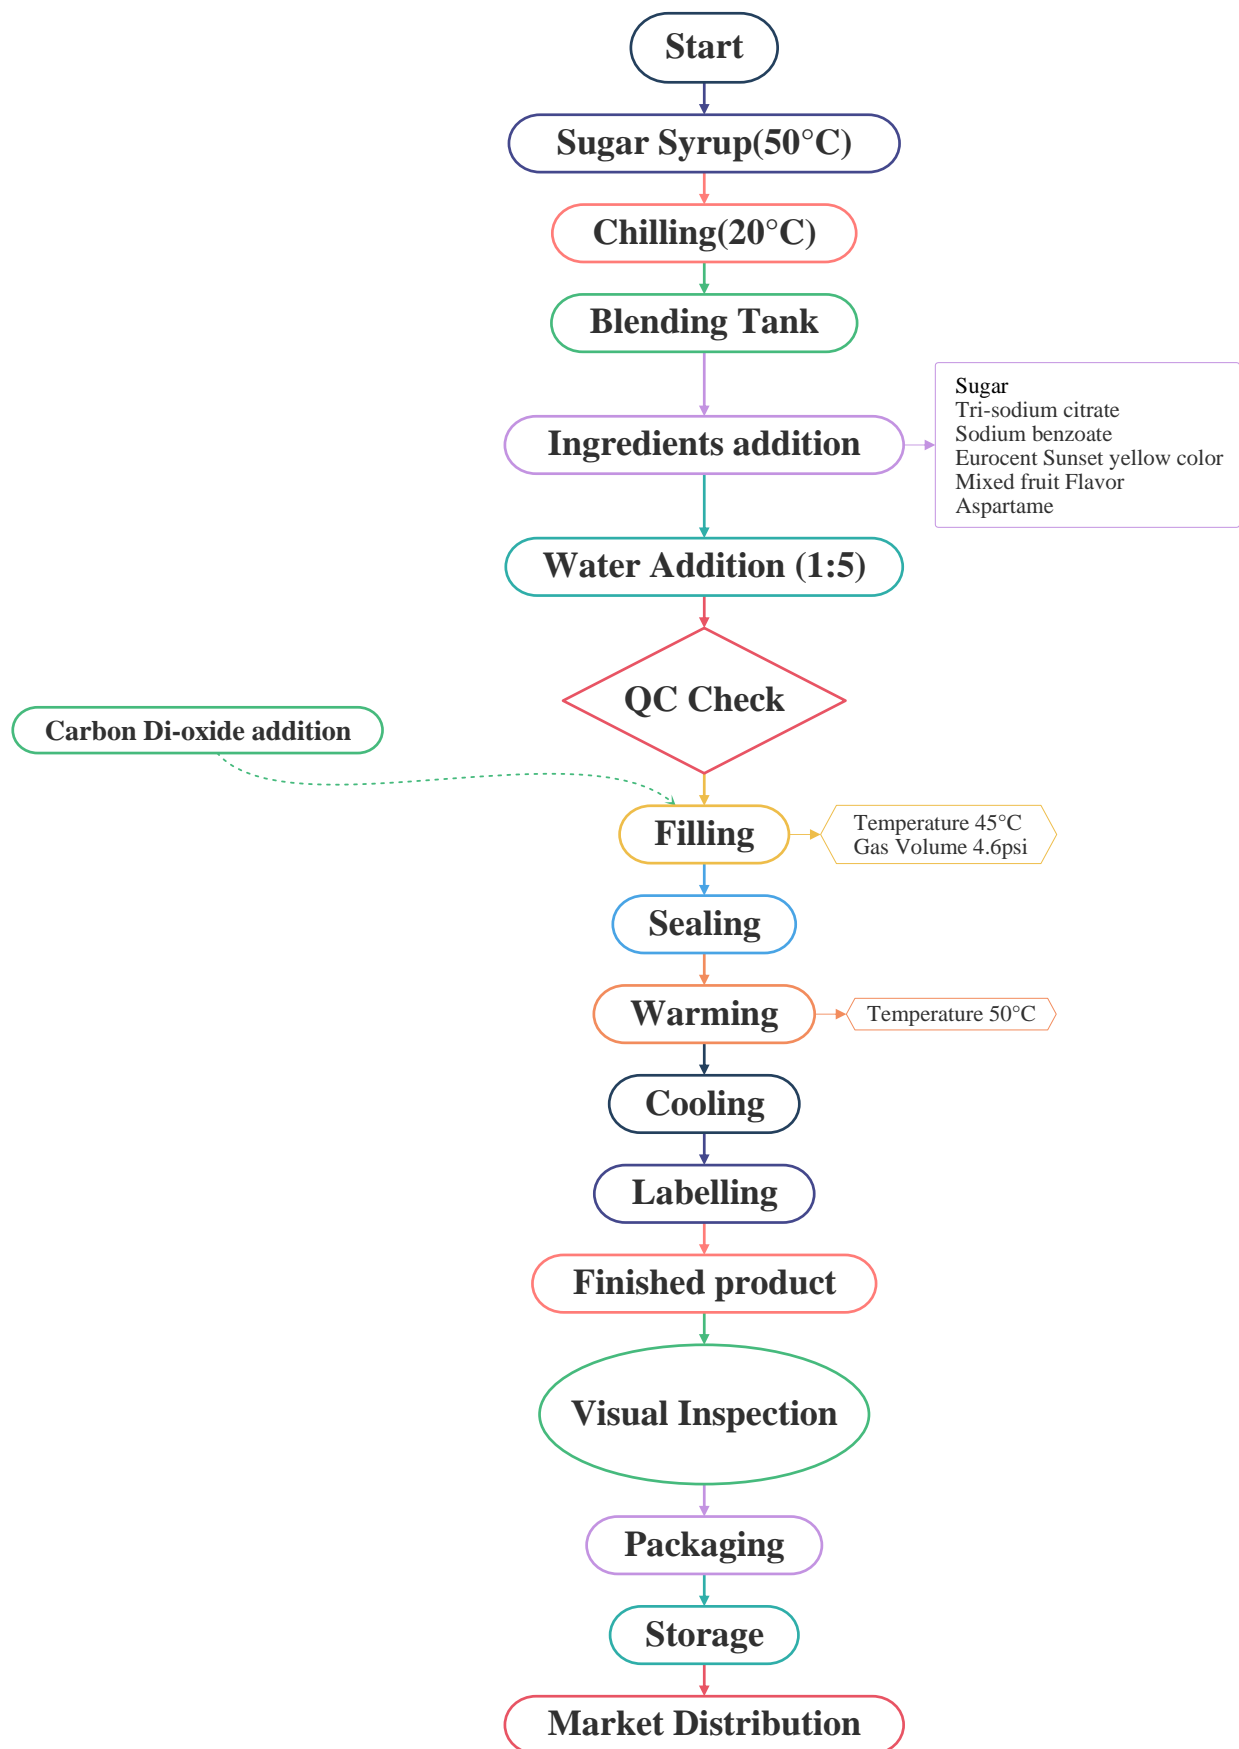 Start
Sugar Syrup(50°C)
Chilling(20°C)
Blending Tank
Ingredients addition
Sugar
Tri-sodium citrate
Sodium benzoate
Eurocent Sunset yellow color
Mixed fruit Flavor
Aspartame
Water Addition (1:5)
QC Check
Carbon Di-oxide addition
Filling
Temperature 45°C
Gas Volume 4.6psi
Sealing
Warming
Temperature 50°C
Cooling
Labelling
Finished product
Visual Inspection
Packaging
Storage
Market Distribution